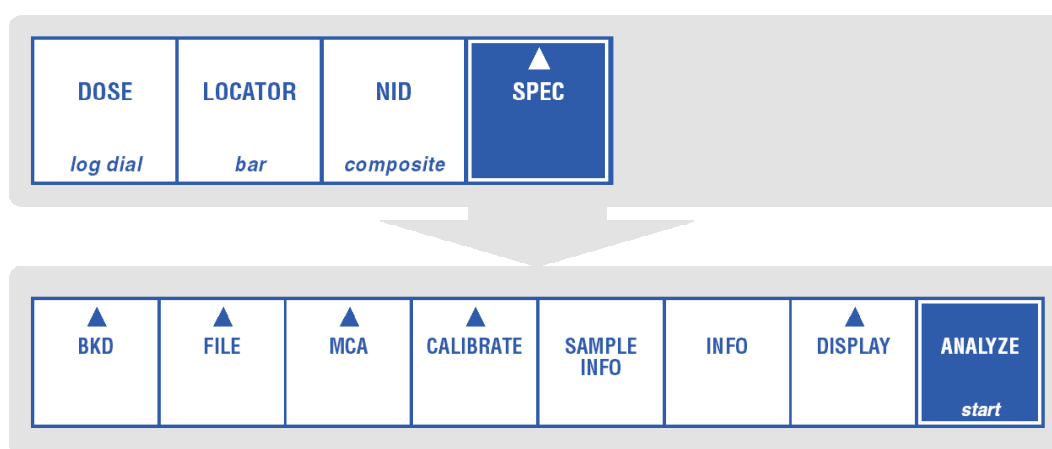 DOSE
log dial
LOCATOR
bar
NID
composite
SPEC
BKD
FILE
MCA
CALIBRATE
SAMPLE
INFO
INFO
DISPLAY
ANALYZE
start